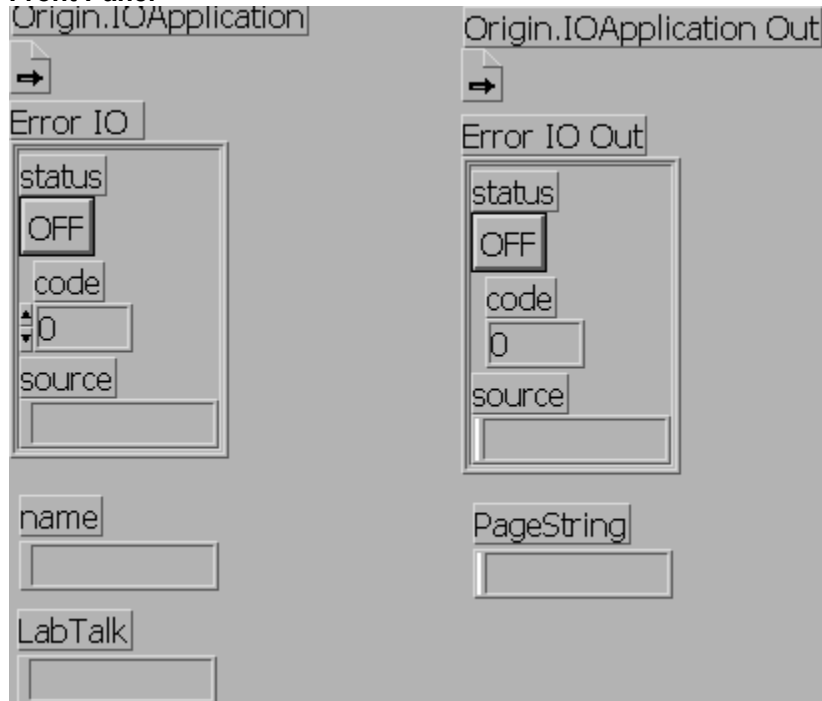 Origin.IOApplication
Origin.IOApplication Out
Error IO
Error IO Out
status
status
OFF
OFF
code
code
0
0
source
source
name
PageString
LabTalk